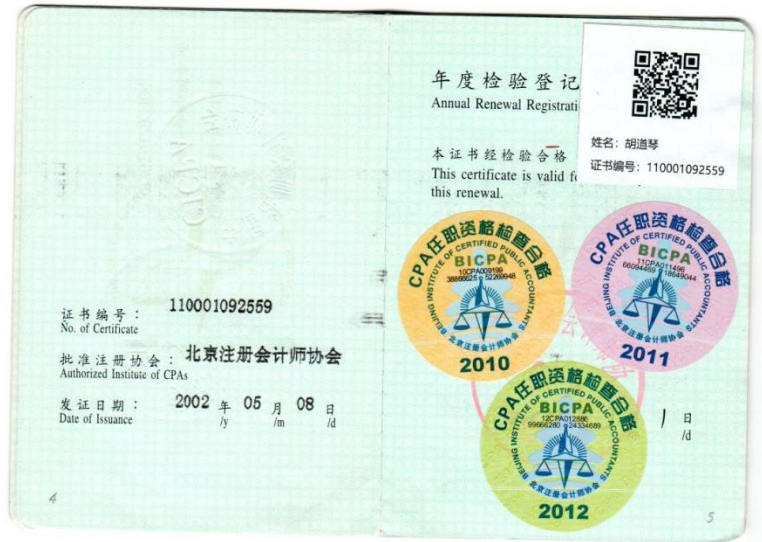 证书编号：
No. of Certificate
110001092559
批准注册协会：
Authorized Institute of CPAs
北京注册会计师协会
发证日期：
Date of Issuance
2002 年 05 月 08 日
/y /m /d
4
年度检验登记
Annual Renewal Registrati
本证书经检验合格
This certificate is valid f
this renewal.
姓名：胡道琴
证书编号：110001092559
CPA任职资格检查合格
BEIJING INSTITUTE OF CERTIFIED PUBLIC ACCOUNTANTS
BICPA
10CPA009199
38866625 52269948
北京注册会计师协会
2010
CPA任职资格检查合格
BEIJING INSTITUTE OF CERTIFIED PUBLIC ACCOUNTANTS
BICPA
11CPA011496
66094489 18649044
北京注册会计师协会
2011
CPA任职资格检查合格
BEIJING INSTITUTE OF CERTIFIED PUBLIC ACCOUNTANTS
BICPA
12CPA012886
99666280 24334689
北京注册会计师协会
2012
日
/d
5